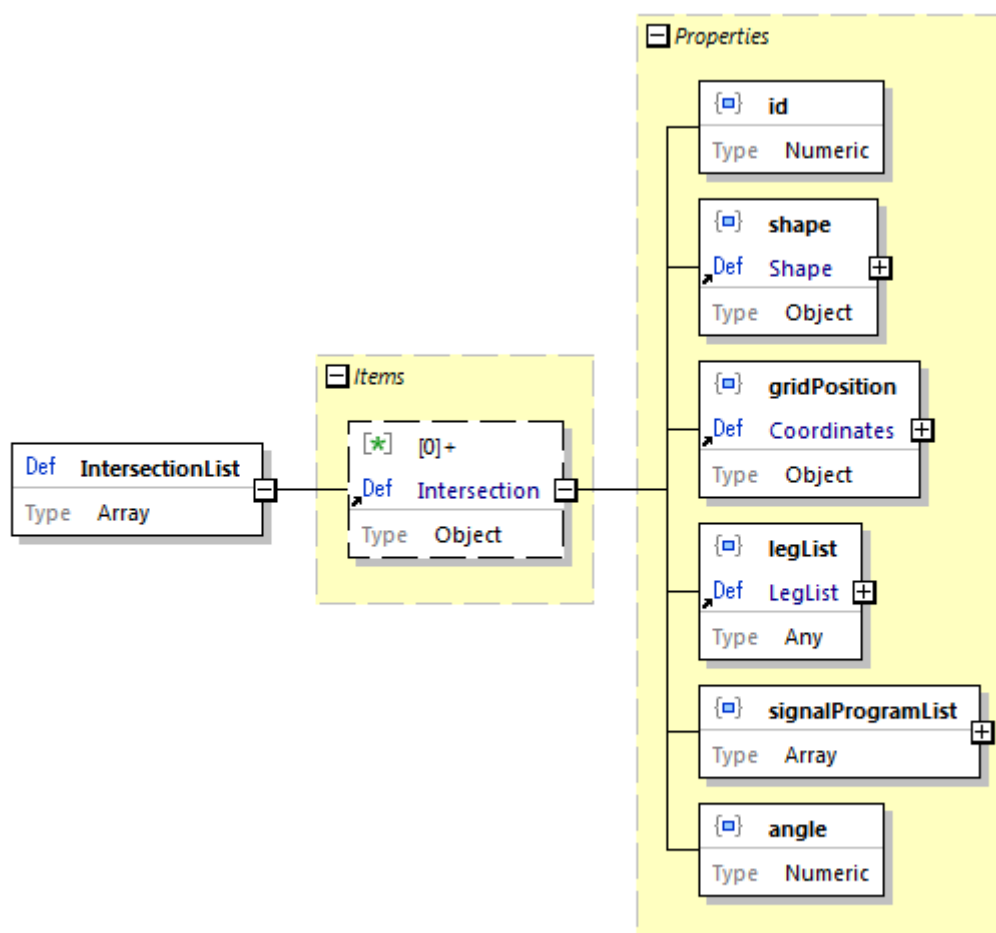 Properties
id
Type Numeric
shape
Def Shape
Type Object
gridPosition
Def Coordinates
Type Object
Items
[0]+
Def Intersection
Type Object
Def IntersectionList
Type Array
legList
Def LegList
Type Any
signalProgramList
Type Array
angle
Type Numeric